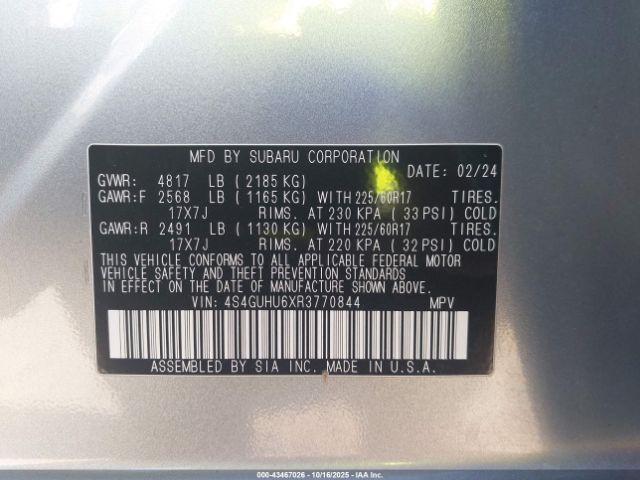 MFD BY SUBARU CORPORATION
DATE: 02/24
GVWR: 4817 LB ( 2185 KG)
GAWR:F 2568 LB ( 1165 KG) WITH 225/60R17 TIRES.
17X7J RIMS. AT 230 KPA ( 33 PSI) COLD
GAWR:R 2491 LB ( 1130 KG) WITH 225/60R17 TIRES.
17X7J RIMS. AT 220 KPA ( 32 PSI) COLD
THIS VEHICLE CONFORMS TO ALL APPLICABLE FEDERAL MOTOR
VEHICLE SAFETY AND THEFT PREVENTION STANDARDS
IN EFFECT ON THE DATE OF MANUFACTURE SHOWN ABOVE.
VIN: 4S4GUHU6XR3770844 MPV
ASSEMBLED BY SIA INC. MADE IN U.S.A.
000-43467026 - 10/16/2025 - © IAA Inc.